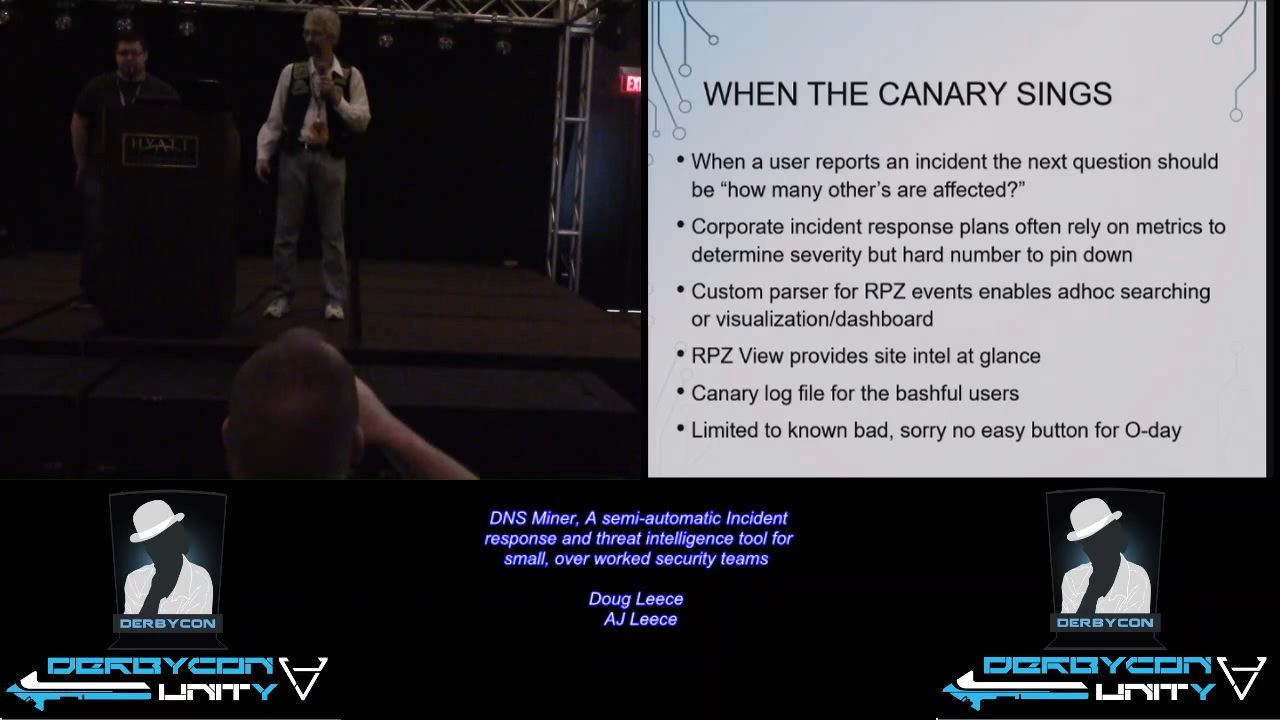 HYATT
EXI
WHEN THE CANARY SINGS
• When a user reports an incident the next question should
be “how many other’s are affected?”
• Corporate incident response plans often rely on metrics to
determine severity but hard number to pin down
• Custom parser for RPZ events enables adhoc searching
or visualization/dashboard
• RPZ View provides site intel at glance
• Canary log file for the bashful users
• Limited to known bad, sorry no easy button for O-day
DNS Miner, A semi-automatic Incident
response and threat intelligence tool for
small, over worked security teams
Doug Leece
AJ Leece
DERBYCON
DERBYCON
UNITY
DERBYCON
DERBYCON
UNITY